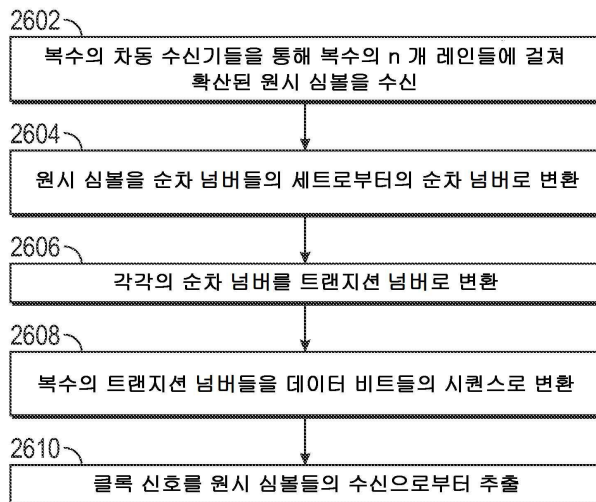 2602
복수의 차동 수신기들을 통해 복수의 n 개 레인들에 걸쳐
확산된 원시 심볼을 수신
2604
원시 심볼을 순차 넘버들의 세트로부터의 순차 넘버로 변환
2606
각각의 순차 넘버를 트랜지션 넘버로 변환
2608
복수의 트랜지션 넘버들을 데이터 비트들의 시퀀스로 변환
2610
클록 신호를 원시 심볼들의 수신으로부터 추출